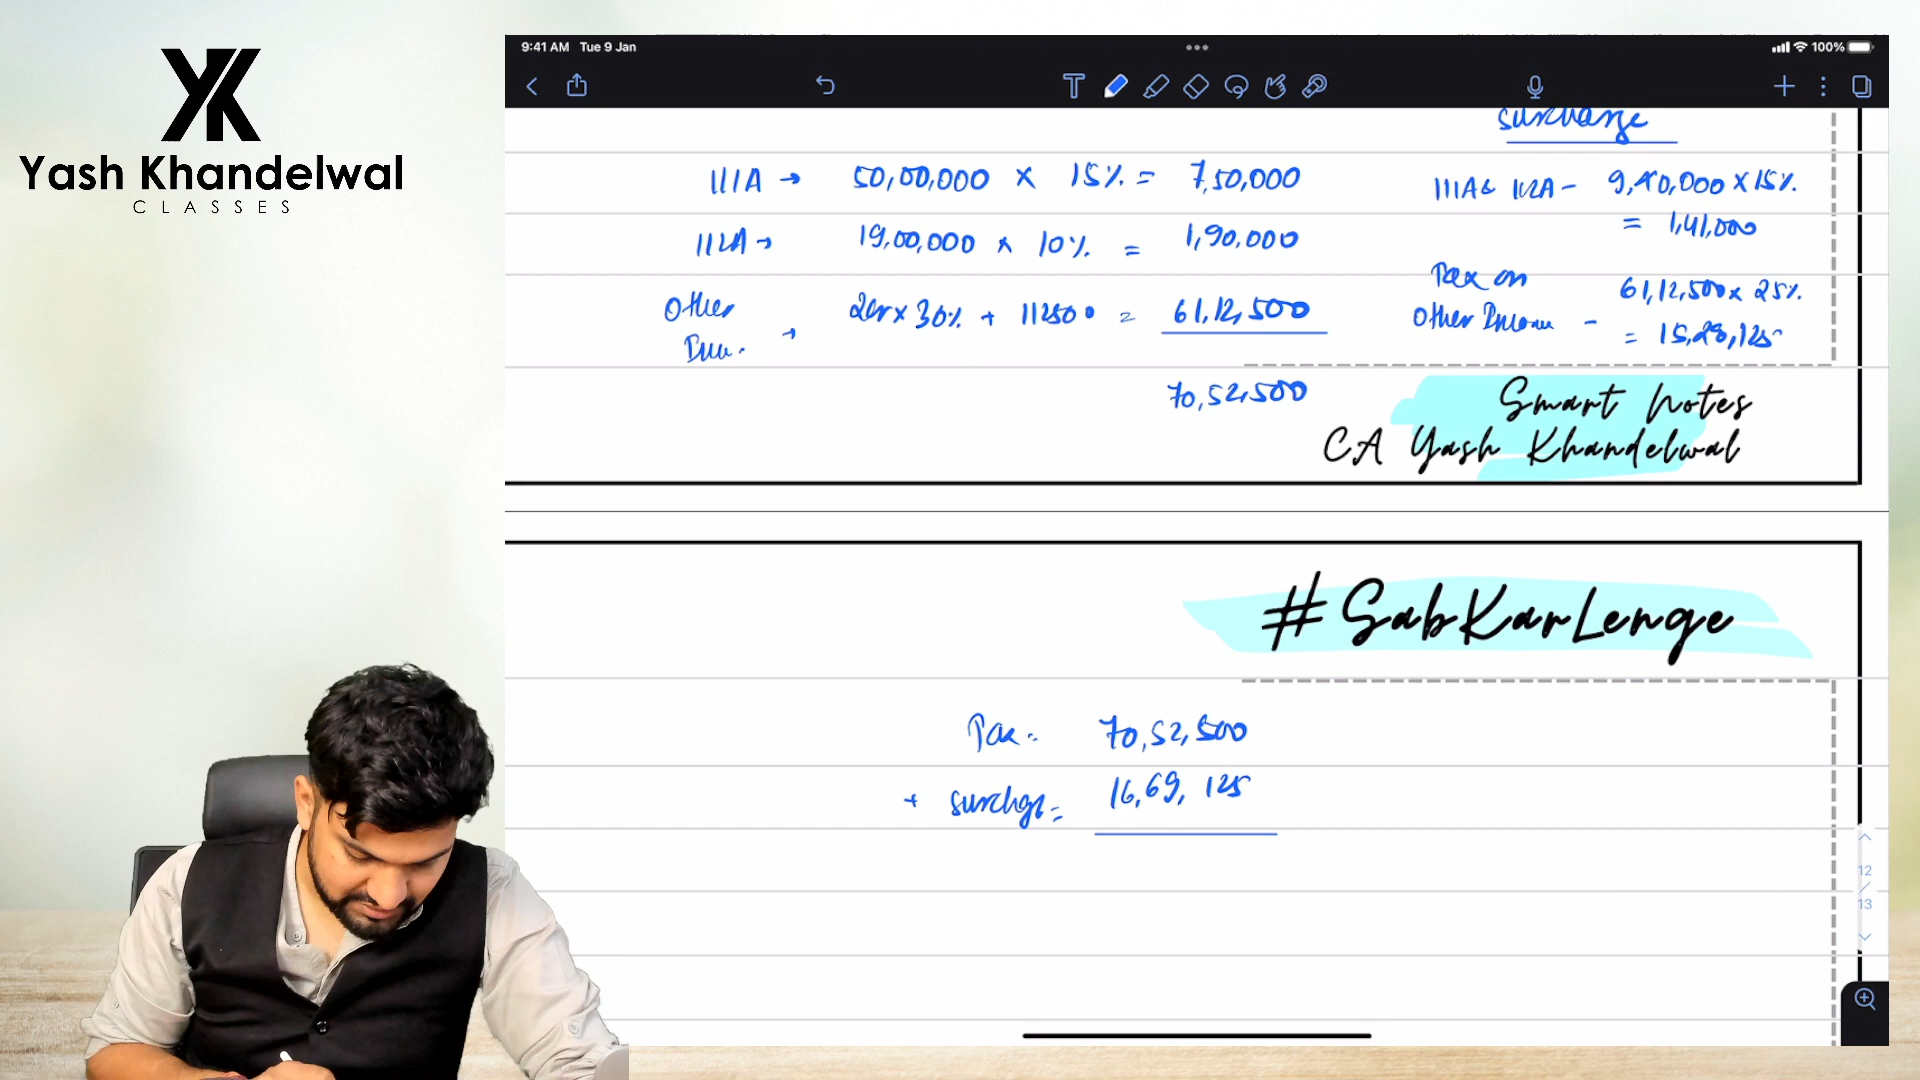 Yash Khandelwal
CLASSES
9:41 AM Tue 9 Jan
100%
surcharge
111A → 50,00,000 × 15% = 7,50,000
112A → 19,00,000 × 10% = 1,90,000
Other Inc. → 2cr × 30% + 112500 = 61,12,500
70,52,500
111A & 112A - 9,40,000 × 15%
= 1,41,000
Tax on Other Income - 61,12,500 × 25%
= 15,28,125
Smart Notes
CA Yash Khandelwal
#SabKarLenge
Tax = 70,52,500
+ surchge = 16,69,125
12
/
13